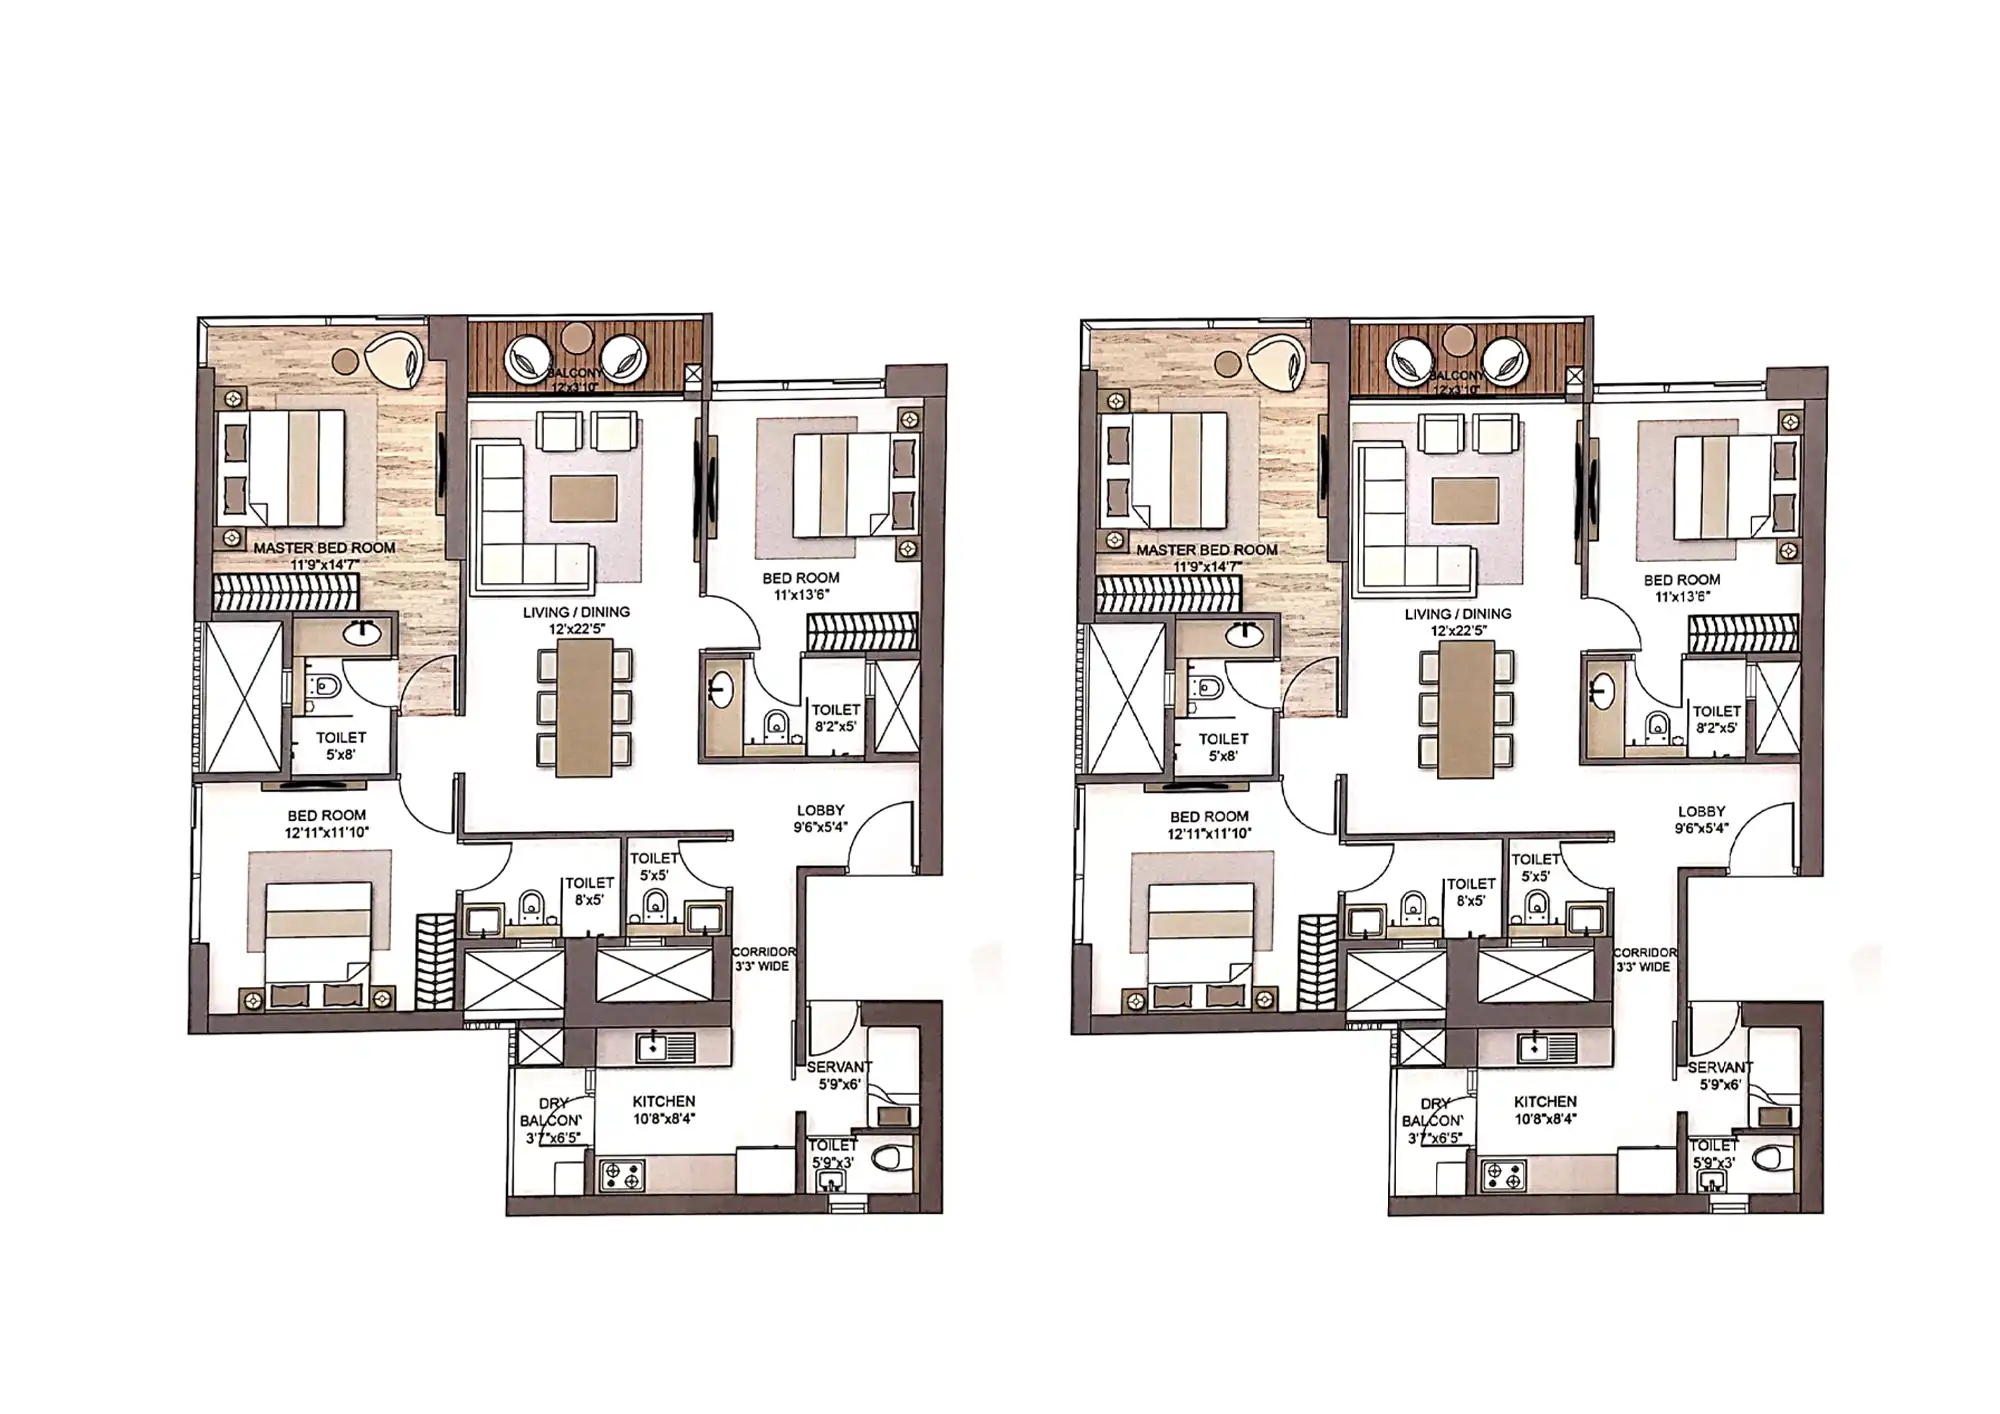 BALCONY
12'x3'10"
MASTER BED ROOM
11'9"x14'7"
BED ROOM
11'x13'6"
LIVING / DINING
12'x22'5"
TOILET
8'2"x5'
TOILET
5'x8'
BED ROOM
12'11"x11'10"
LOBBY
9'6"x5'4"
TOILET
5'x5'
TOILET
8'x5'
CORRIDOR
3'3" WIDE
SERVANT
5'9"x6'
KITCHEN
10'8"x8'4"
DRY
BALCON
3'7"x6'5"
TOILET
5'9"x3'
BALCONY
12'x3'10"
MASTER BED ROOM
11'9"x14'7"
BED ROOM
11'x13'6"
LIVING / DINING
12'x22'5"
TOILET
8'2"x5'
TOILET
5'x8'
BED ROOM
12'11"x11'10"
LOBBY
9'6"x5'4"
TOILET
5'x5'
TOILET
8'x5'
CORRIDOR
3'3" WIDE
SERVANT
5'9"x6'
KITCHEN
10'8"x8'4"
DRY
BALCON
3'7"x6'5"
TOILET
5'9"x3'